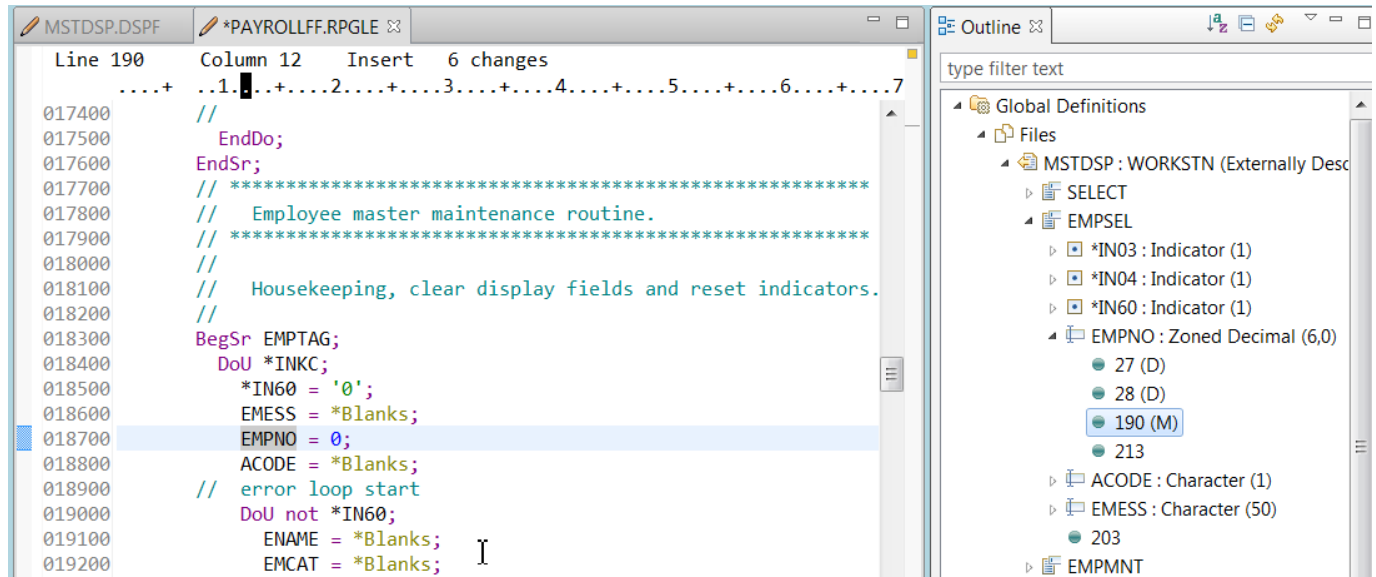 MSTDSP.DSPF
*PAYROLLFF.RPGLE
Line 190 Column 12 Insert 6 changes
....+ ..1....+....2....+....3....+....4....+....5....+....6....+....7
017400 //
017500 EndDo;
017600 EndSr;
017700 // *********************************************************
017800 // Employee master maintenance routine.
017900 // *********************************************************
018000 //
018100 // Housekeeping, clear display fields and reset indicators.
018200 //
018300 BegSr EMPTAG;
018400 DoU *INKC;
018500 *IN60 = '0';
018600 EMESS = *Blanks;
018700 EMPNO = 0;
018800 ACODE = *Blanks;
018900 // error loop start
019000 DoU not *IN60;
019100 ENAME = *Blanks;
019200 EMCAT = *Blanks;
Outline
type filter text
Global Definitions
Files
MSTDSP : WORKSTN (Externally Desc
SELECT
EMPSEL
*IN03 : Indicator (1)
*IN04 : Indicator (1)
*IN60 : Indicator (1)
EMPNO : Zoned Decimal (6,0)
27 (D)
28 (D)
190 (M)
213
ACODE : Character (1)
EMESS : Character (50)
203
EMPMNT